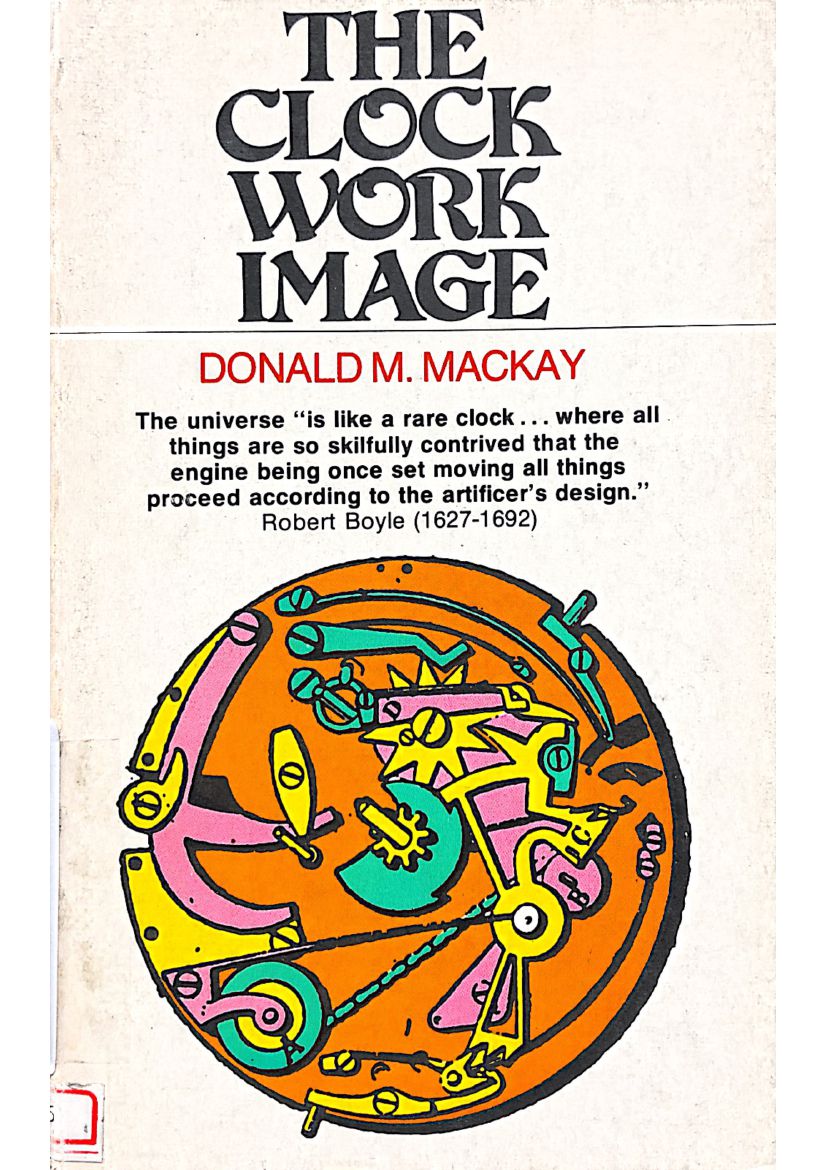 THE
CLOCK
WORK
IMAGE
DONALD M. MACKAY
The universe “is like a rare clock... where all
things are so skilfully contrived that the
engine being once set moving all things
proceed according to the artificer’s design.”
Robert Boyle (1627-1692)